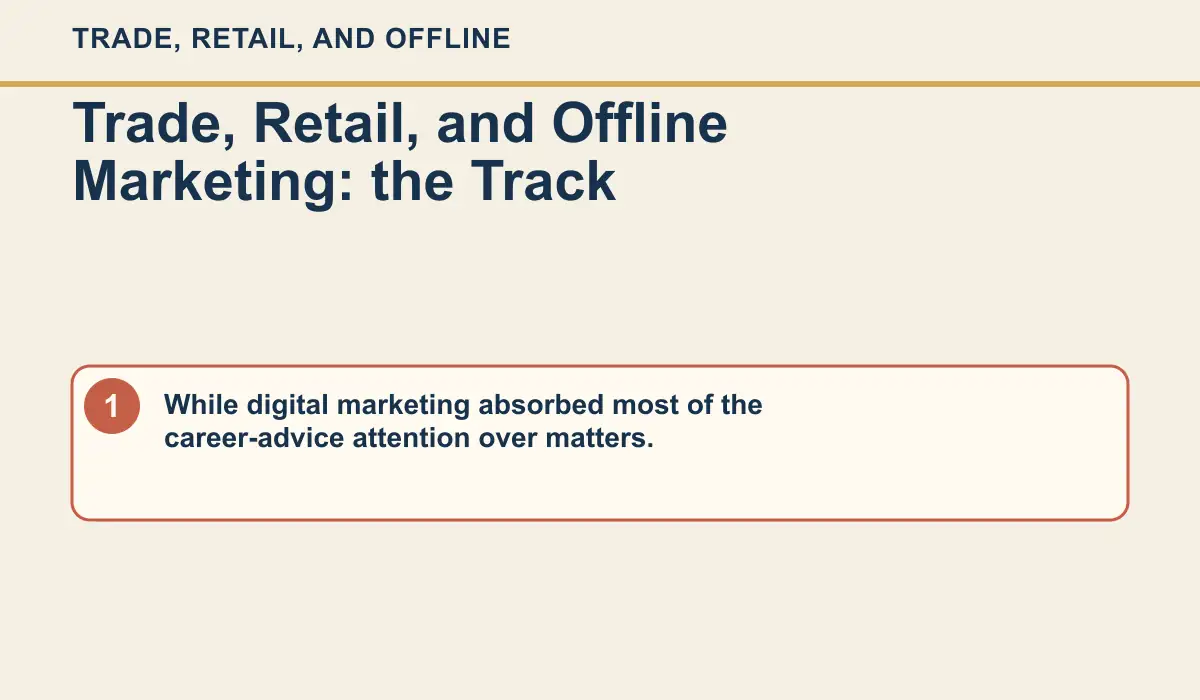 TRADE, RETAIL, AND OFFLINE
Trade, Retail, and Offline
Marketing: the Track
1
While digital marketing absorbed most of the
career-advice attention over matters.